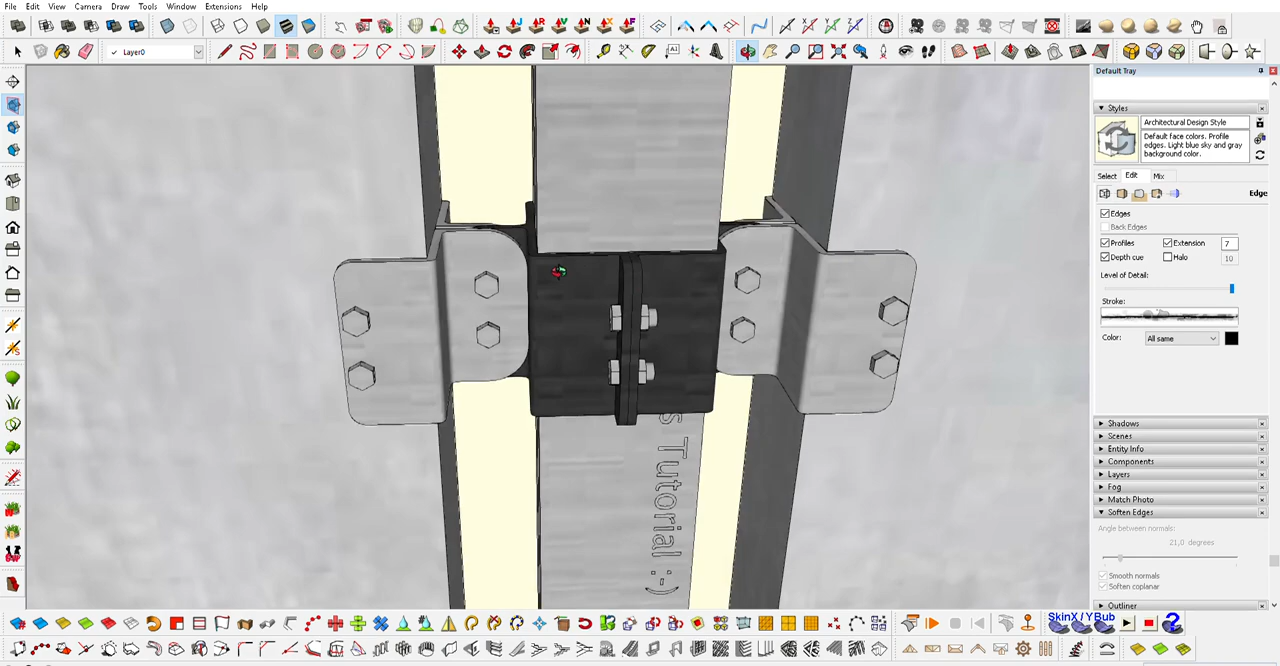 File Edit View Camera Draw Tools Window Extensions Help
Layer0
Default Tray
Styles
Architectural Design Style
Default face colors. Profile
edges. Light blue sky and gray
background color.
Select Edit Mix
Edge
Edges
Back Edges
Profiles Extension 7
Depth cue Halo 10
Level of Detail:
Stroke:
Color: All same
Shadows
Scenes
Entity Info
Components
Layers
Fog
Match Photo
Soften Edges
Angle between normals:
21,0 degrees
Smooth normals
Soften coplanar
Outliner
s Tutorial :-)
SkinX / YBub